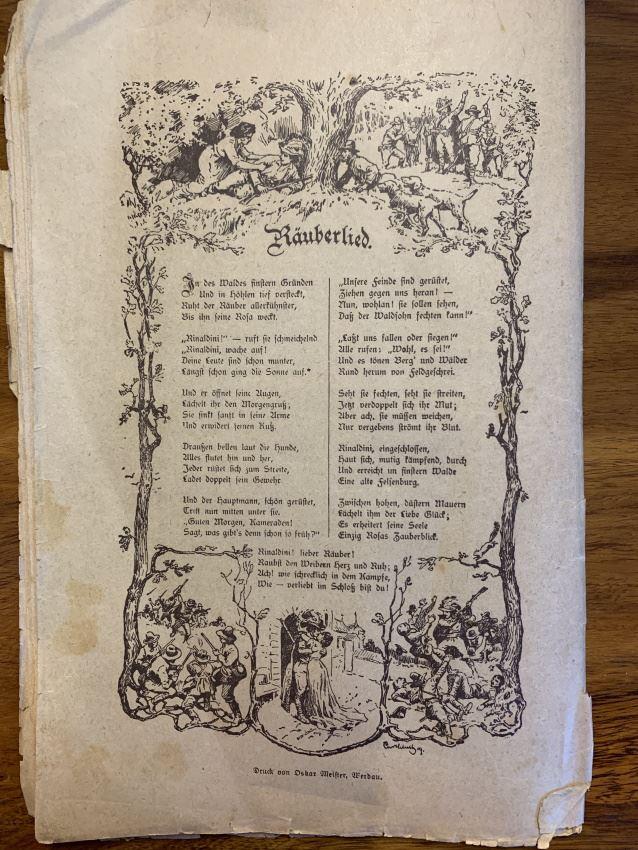 Räuberlied.
In des Waldes finstern Gründen
Und in Höhlen tief versteckt,
Ruht der Räuber allerkühnster,
Bis ihn seine Rosa weckt.
„Rinaldini!“ — ruft sie schmeichelnd
„Rinaldini, wache auf!
Deine Leute sind schon munter,
Längst schon ging die Sonne auf.“
Und er öffnet seine Augen,
Lächelt ihr den Morgengruß;
Sie sinkt sanft in seine Arme
Und erwidert seinen Kuß.
Draußen bellen laut die Hunde,
Alles flutet hin und her,
Jeder rüstet sich zum Streite,
Ladet doppelt sein Gewehr.
Und der Hauptmann, schön gerüstet,
Tritt nun mitten unter sie.
„Guten Morgen, Kameraden!
Sagt, was gibt's denn schon so früh?“
„Unsere Feinde sind gerüstet,
Ziehen gegen uns heran! —
Nun, wohlan! sie sollen sehen,
Daß der Waldsohn fechten kann!“
„Laßt uns fallen oder siegen!“
Alle rufen: „Wohl, es sei!“
Und es tönen Berg' und Wälder
Rund herum von Feldgeschrei.
Seht sie fechten, seht sie streiten,
Jetzt verdoppelt sich ihr Mut;
Aber ach, sie müssen weichen,
Nur vergebens strömt ihr Blut.
Rinaldini, eingeschlossen,
Haut sich, mutig kämpfend, durch
Und erreicht im finstern Walde
Eine alte Felsenburg.
Zwischen hohen, düstern Mauern
Lächelt ihm der Liebe Glück;
Es erheitert seine Seele
Einzig Rosas Zauberblick.
Rinaldini! lieber Räuber!
Raubst den Weibern Herz und Ruh;
Ach! wie schrecklich in dem Kampfe,
Wie — verliebt im Schloß bist du!
Druck von Oskar Meister, Werdau.